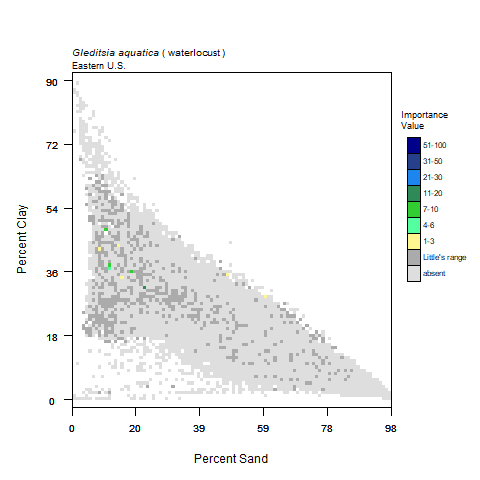 Gleditsia aquatica ( waterlocust )
Eastern U.S.
90
72
54
36
18
0
Percent Clay
0
20
39
59
78
98
Percent Sand
Importance
Value
51-100
31-50
21-30
11-20
7-10
4-6
1-3
Little's range
absent